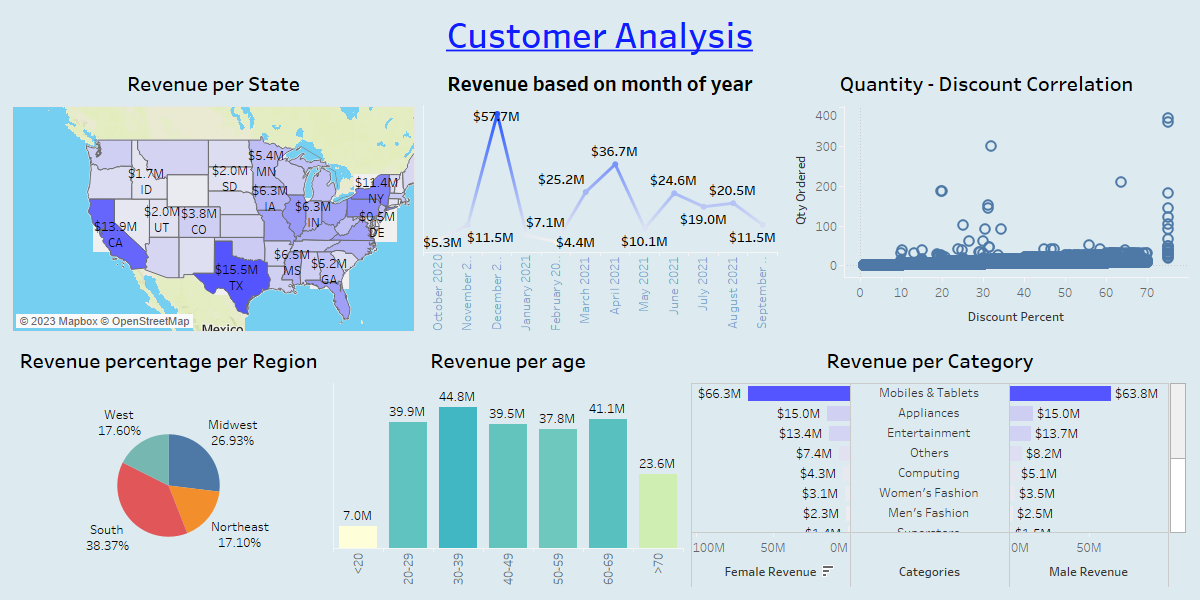 Customer Analysis
Revenue per State
$5.4M
MN
$1.7M
ID
$2.0M
SD
$11.4M
NY
$6.3M
IA
$6.3M
IN
$2.0M
UT
$3.8M
CO
$0.5M
DE
$13.9M
CA
$6.5M
MS
$5.2M
GA
$15.5M
TX
© 2023 Mapbox © OpenStreetMap
Mexico
Revenue based on month of year
$57.7M
$36.7M
$25.2M
$24.6M
$20.5M
$19.0M
$7.1M
$5.3M
$11.5M
$4.4M
$10.1M
$11.5M
October 2020
November 2..
December 2..
January 2021
February 20..
March 2021
April 2021
May 2021
June 2021
July 2021
August 2021
September ..
Quantity - Discount Correlation
Qty Ordered
400
300
200
100
0
0 10 20 30 40 50 60 70
Discount Percent
Revenue percentage per Region
West
17.60%
Midwest
26.93%
South
38.37%
Northeast
17.10%
Revenue per age
7.0M
39.9M
44.8M
39.5M
37.8M
41.1M
23.6M
<20
20-29
30-39
40-49
50-59
60-69
>70
Revenue per Category
$66.3M Mobiles & Tablets $63.8M
$15.0M Appliances $15.0M
$13.4M Entertainment $13.7M
$7.4M Others $8.2M
$4.3M Computing $5.1M
$3.1M Women's Fashion $3.5M
$2.3M Men's Fashion $2.5M
$1.4M Superstore $1.5M
100M 50M 0M 0M 50M
Female Revenue Categories Male Revenue